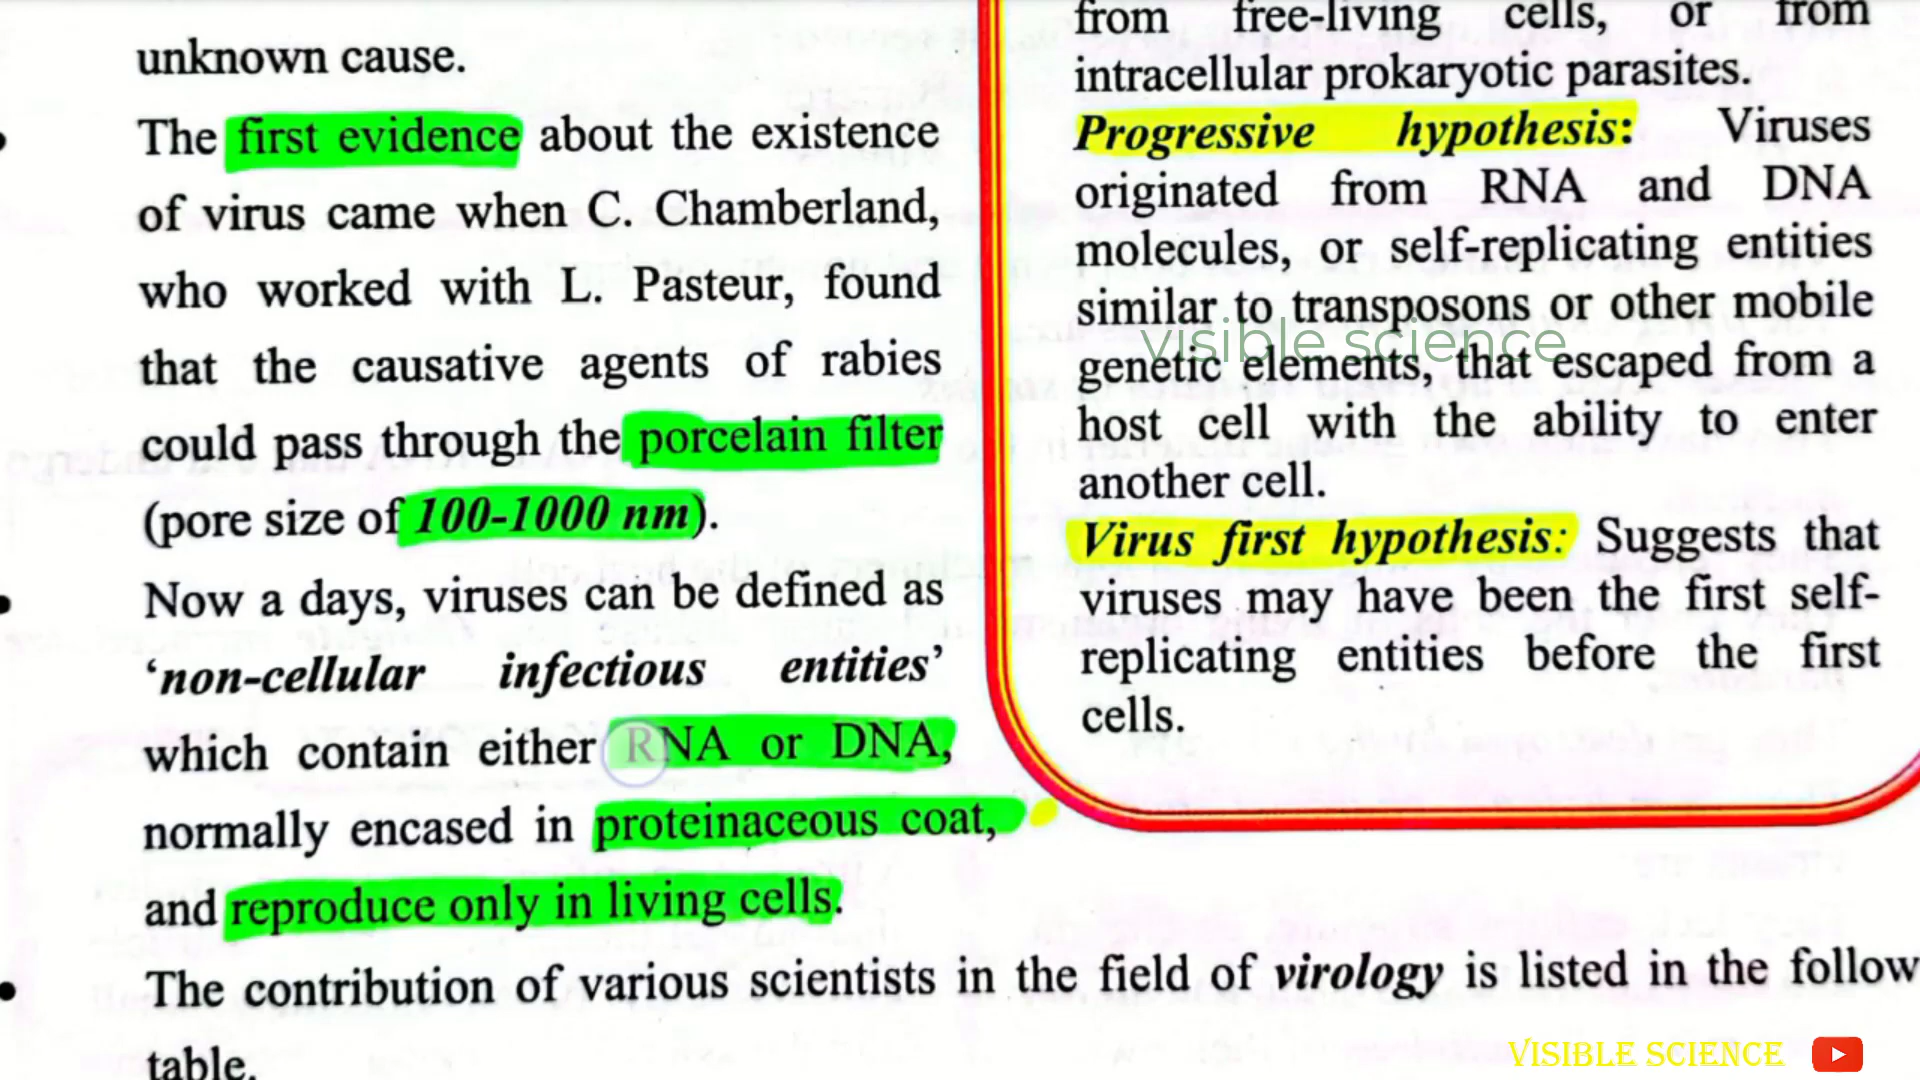 unknown cause.
The first evidence about the existence
of virus came when C. Chamberland,
who worked with L. Pasteur, found
that the causative agents of rabies
could pass through the porcelain filter
(pore size of 100-1000 nm).
Now a days, viruses can be defined as
‘non-cellular infectious entities’
which contain either RNA or DNA,
normally encased in proteinaceous coat,
and reproduce only in living cells.
The contribution of various scientists in the field of virology is listed in the follow
table.
from free-living cells, or from
intracellular prokaryotic parasites.
Progressive hypothesis: Viruses
originated from RNA and DNA
molecules, or self-replicating entities
similar to transposons or other mobile
genetic elements, that escaped from a
host cell with the ability to enter
another cell.
Virus first hypothesis: Suggests that
viruses may have been the first self-
replicating entities before the first
cells.
visible science
VISIBLE SCIENCE